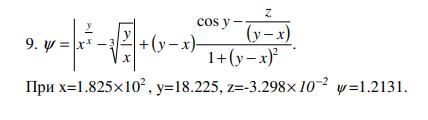 9. ψ = |x^{y/x} − ∛(y/x)| + (y − x) (cos y − z/(y − x)) / (1 + (y − x)²).
При x=1.825×10², y=18.225, z=-3.298×10⁻² ψ=1.2131.